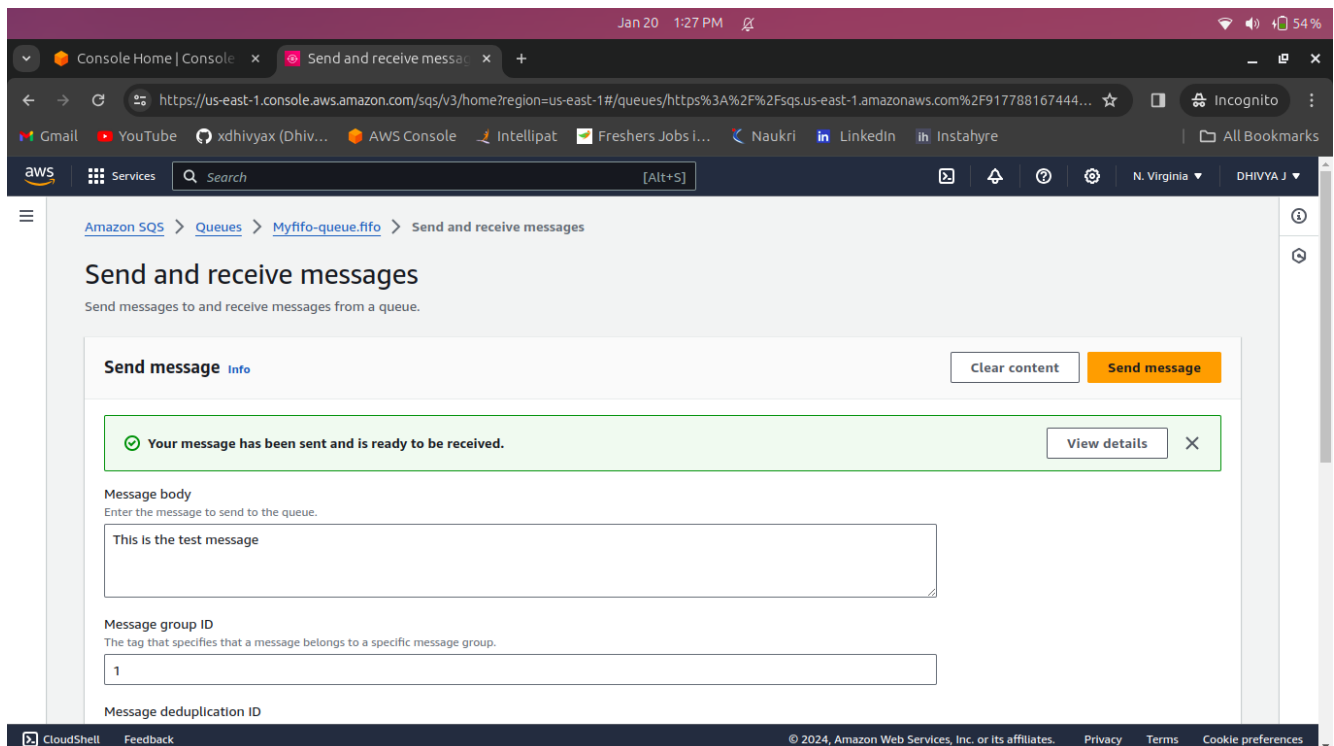 Jan 20 1:27 PM 54 %
Console Home | Console Send and receive messag
https://us-east-1.console.aws.amazon.com/sqs/v3/home?region=us-east-1#/queues/https%3A%2F%2Fsqs.us-east-1.amazonaws.com%2F917788167444... Incognito
Gmail YouTube xdhivyax (Dhiv... AWS Console Intellipat Freshers Jobs i... Naukri in LinkedIn ih Instahyre All Bookmarks
aws Services Search [Alt+S] N. Virginia DHIVYA J
Amazon SQS > Queues > Myfifo-queue.fifo > Send and receive messages
Send and receive messages
Send messages to and receive messages from a queue.
Send message Info Clear content Send message
Your message has been sent and is ready to be received. View details
Message body
Enter the message to send to the queue.
This is the test message
Message group ID
The tag that specifies that a message belongs to a specific message group.
1
Message deduplication ID
CloudShell Feedback © 2024, Amazon Web Services, Inc. or its affiliates. Privacy Terms Cookie preferences